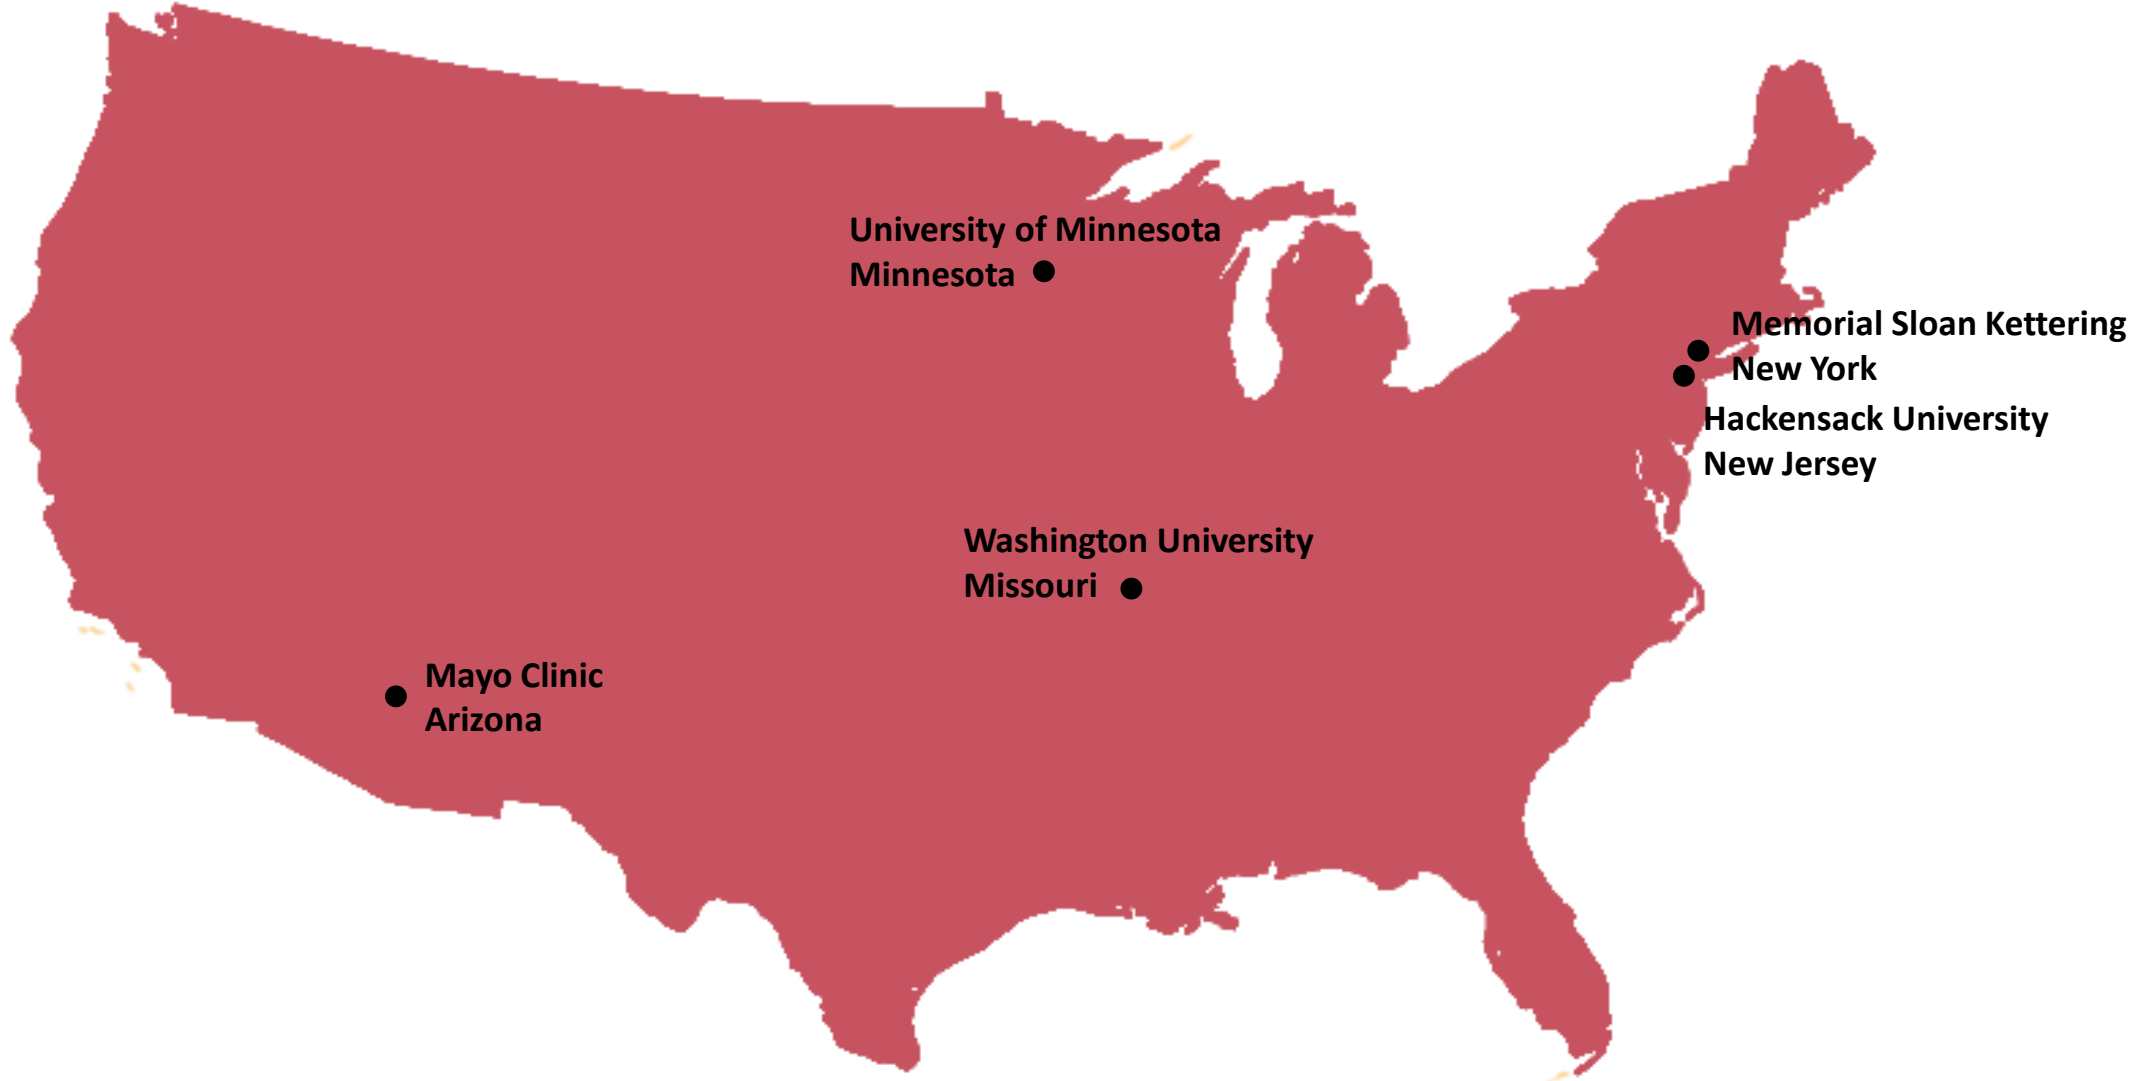 University of Minnesota
Minnesota
Memorial Sloan Kettering
New York
Hackensack University
New Jersey
Washington University
Missouri
Mayo Clinic
Arizona